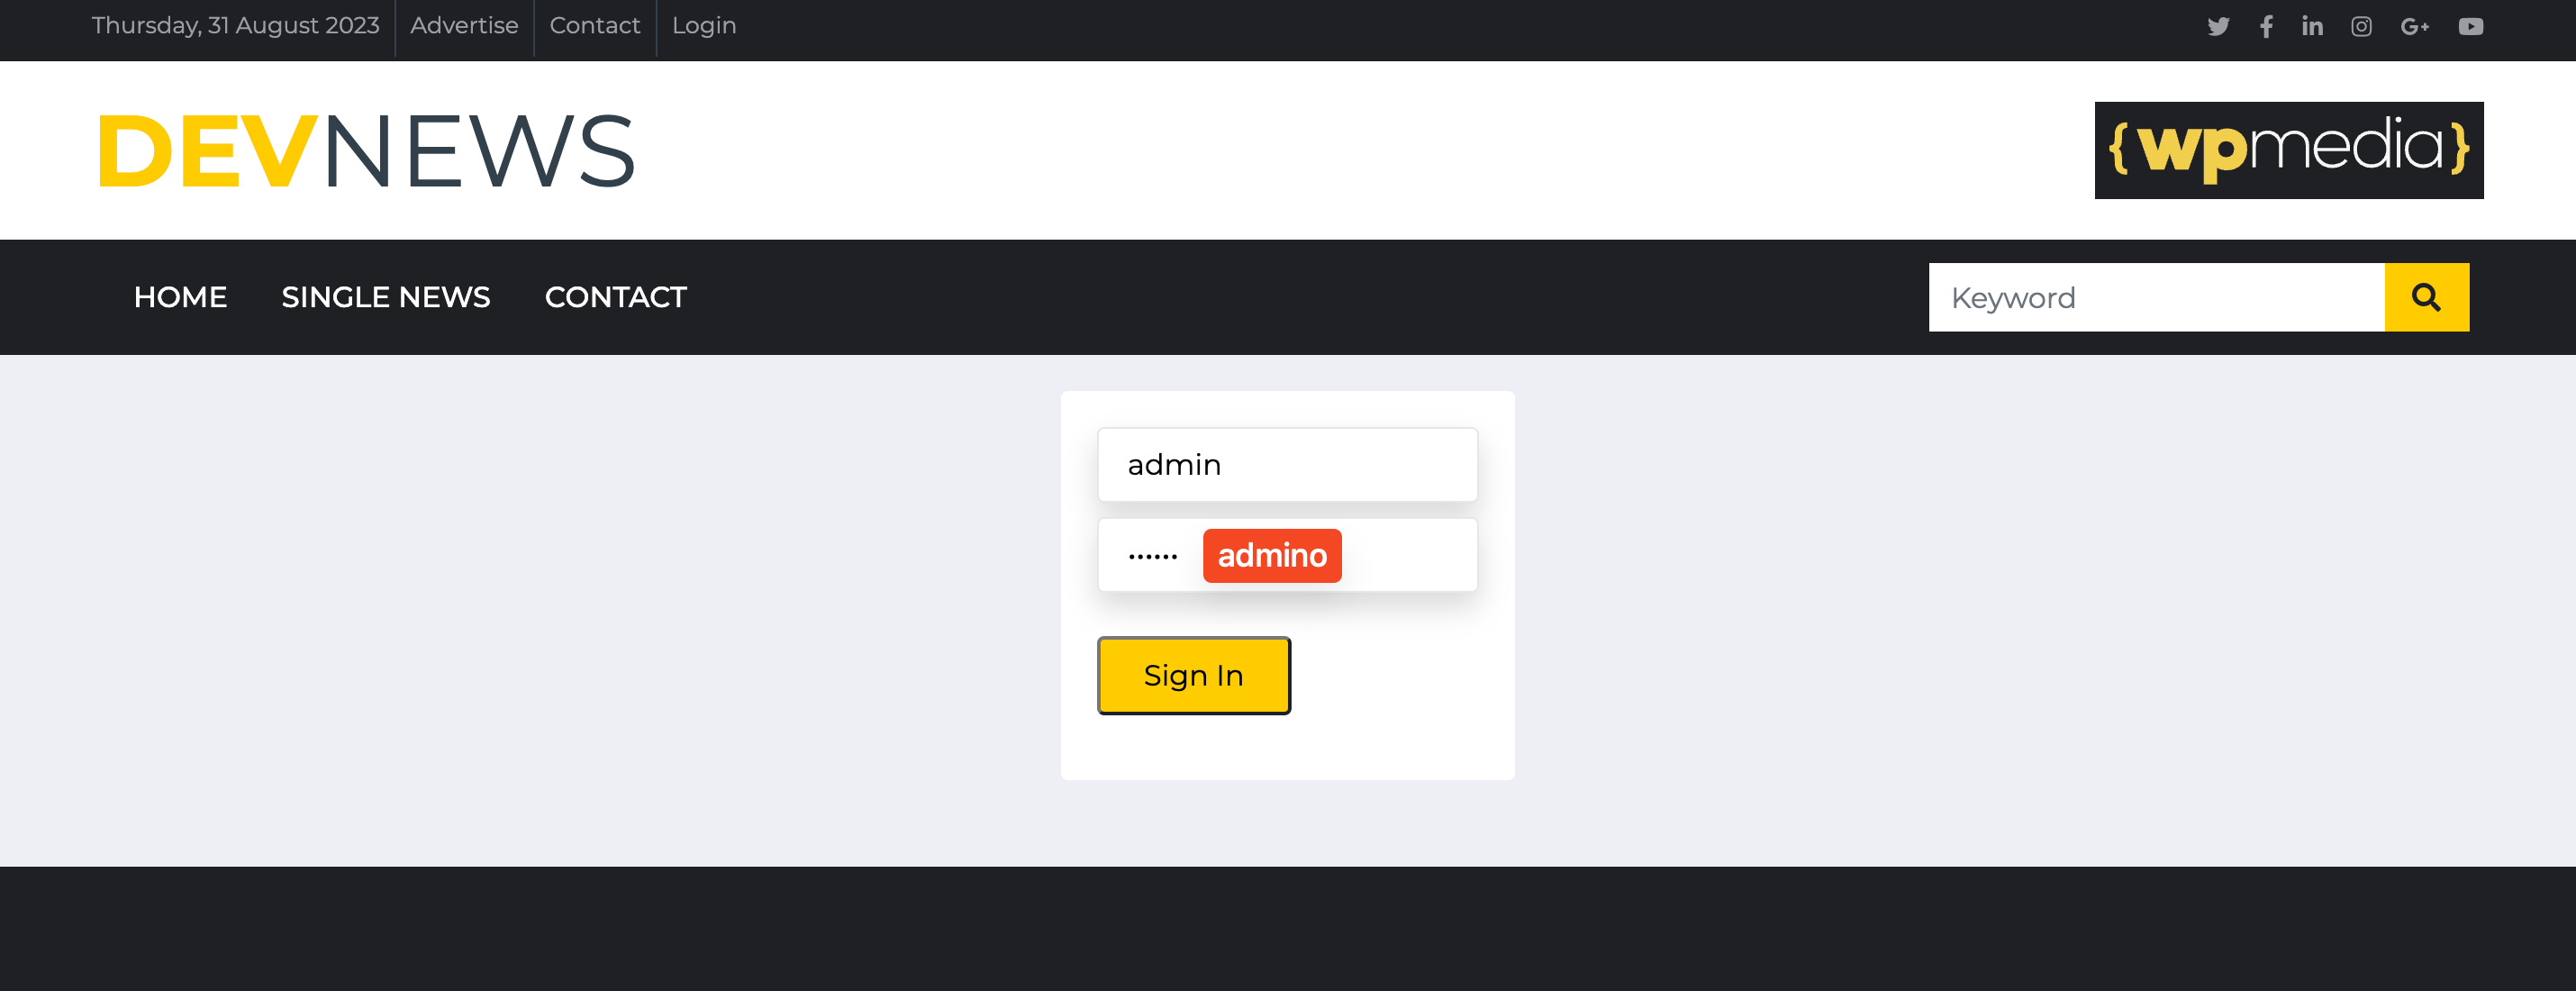 Thursday, 31 August 2023 Advertise Contact Login
DEVNEWS
{wpmedia}
HOME SINGLE NEWS CONTACT
Keyword
admin
•••••• admino
Sign In